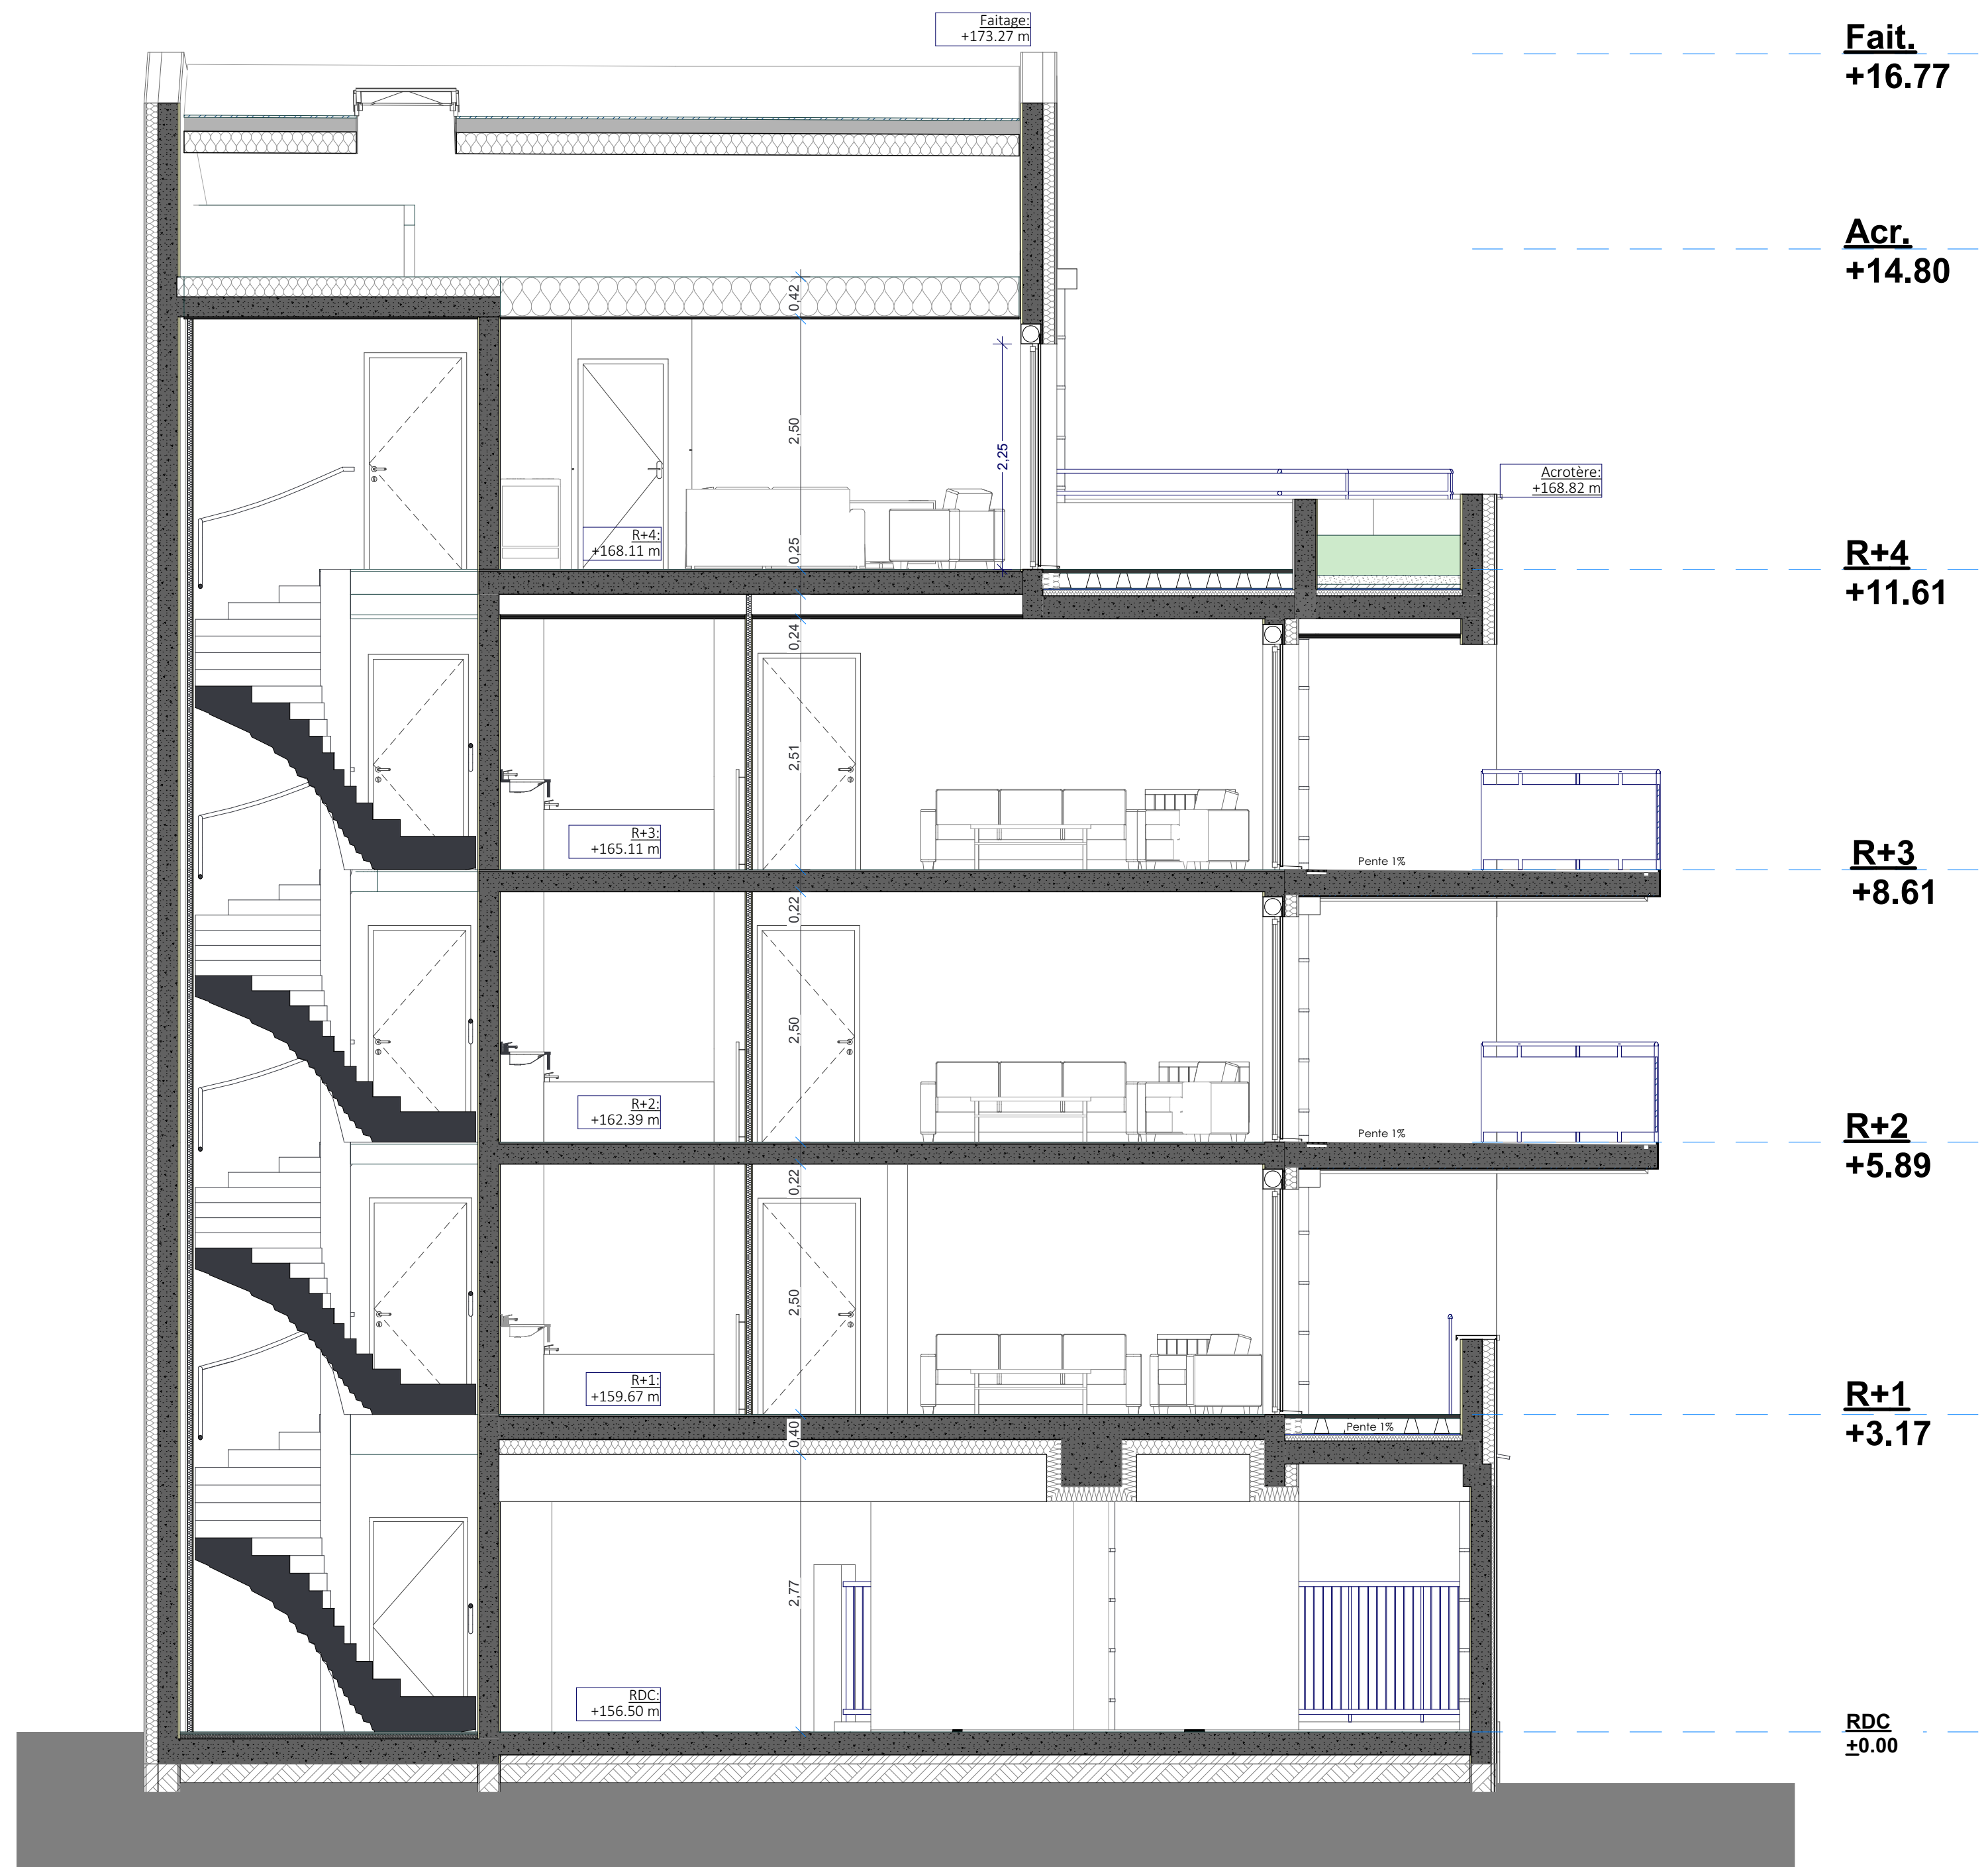 Faitage:
+173.27 m
Fait.
+16.77
Acr.
+14.80
0,42
2,50
2,25
Acrotère:
+168.82 m
R+4:
+168.11 m
0,25
R+4
+11.61
0,24
2,51
R+3:
+165.11 m
Pente 1%
R+3
+8.61
0,22
2,50
R+2:
+162.39 m
Pente 1%
R+2
+5.89
0,22
2,50
R+1:
+159.67 m
R+1
+3.17
0,40
Pente 1%
2,77
RDC:
+156.50 m
RDC
±0.00